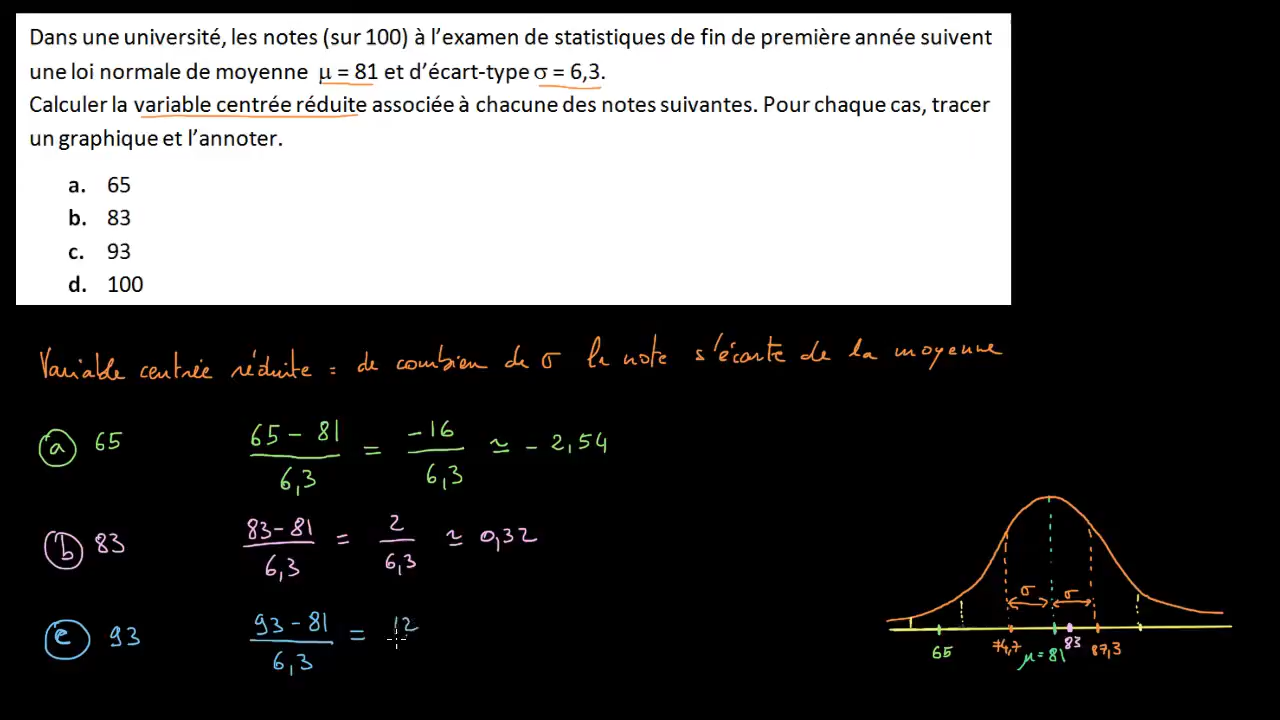 Dans une université, les notes (sur 100) à l’examen de statistiques de fin de première année suivent
une loi normale de moyenne μ = 81 et d’écart-type σ = 6,3.
Calculer la variable centrée réduite associée à chacune des notes suivantes. Pour chaque cas, tracer
un graphique et l’annoter.
a. 65
b. 83
c. 93
d. 100
Variable centrée réduite = de combien de σ la note s'écarte de la moyenne
(a) 65 (65 - 81)/6,3 = -16/6,3 ≃ - 2,54
(b) 83 (83 - 81)/6,3 = 2/6,3 ≃ 0,32
(c) 93 (93 - 81)/6,3 = 12
σ σ
65 74,7 μ = 81 83 87,3